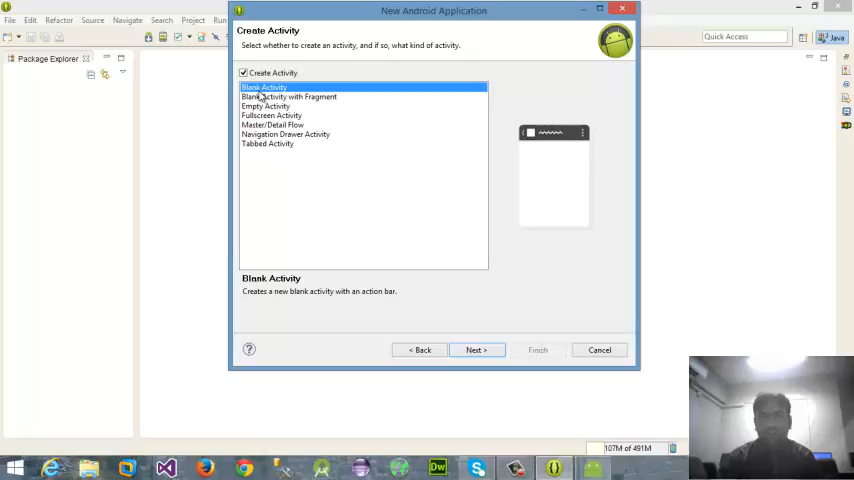 New Android Application
File Edit Refactor Source Navigate Search Project Run
Quick Access
Java
Package Explorer
Create Activity
Select whether to create an activity, and if so, what kind of activity.
Create Activity
Blank Activity
Blank Activity with Fragment
Empty Activity
Fullscreen Activity
Master/Detail Flow
Navigation Drawer Activity
Tabbed Activity
Blank Activity
Creates a new blank activity with an action bar.
? < Back Next > Finish Cancel
107M of 491M
Dw